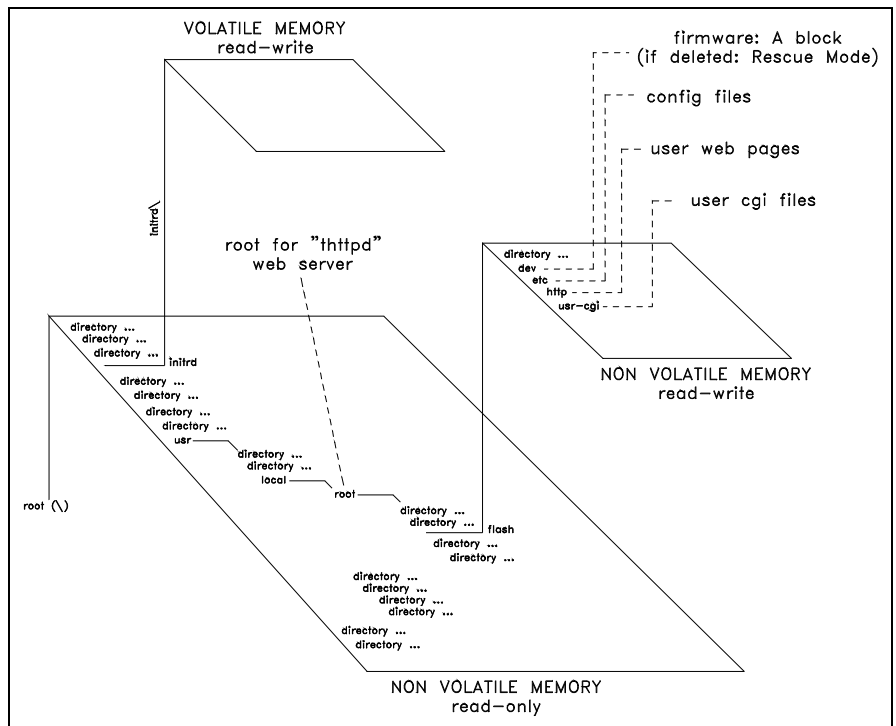 VOLATILE MEMORY
read-write
firmware: A block
(if deleted: Rescue Mode)
config files
user web pages
user cgi files
initrd\
root for "thttpd"
web server
directory ...
dev
etc
http
usr-cgi
NON VOLATILE MEMORY
read-write
directory ...
directory ...
directory ...
initrd
directory ...
directory ...
directory ...
directory ...
usr
directory ...
directory ...
local
root
root (\)
directory ...
directory ...
flash
directory ...
directory ...
directory ...
directory ...
directory ...
directory ...
directory ...
directory ...
NON VOLATILE MEMORY
read-only